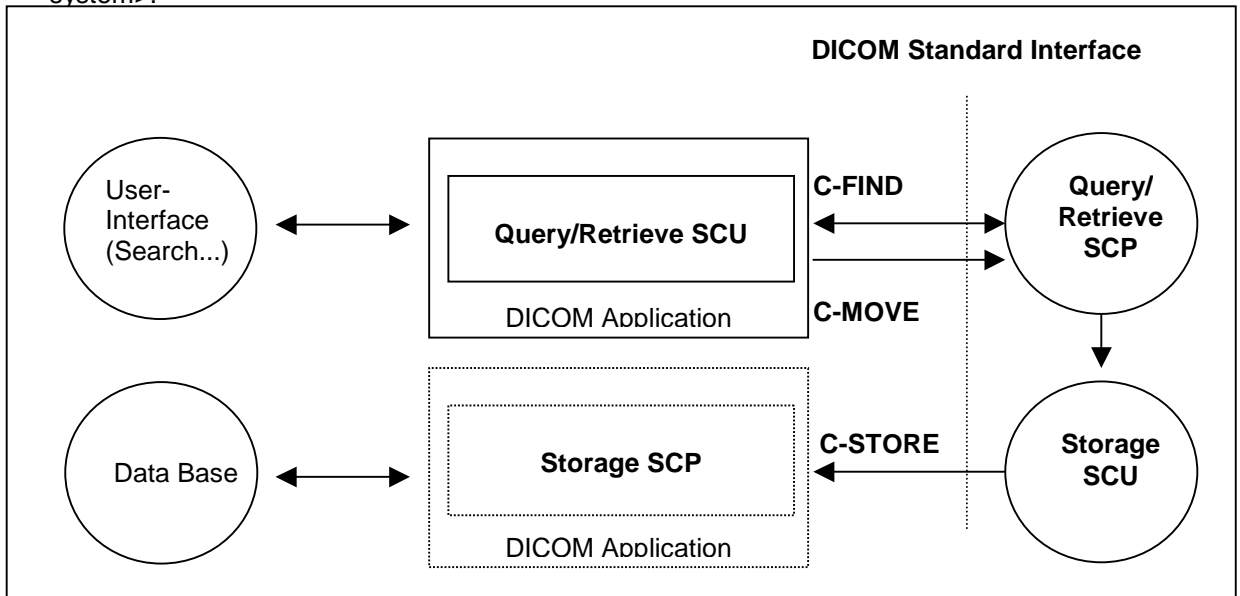 system>.
DICOM Standard Interface
User-
Interface
(Search...)
Query/Retrieve SCU
DICOM Application
C-FIND
C-MOVE
Query/
Retrieve
SCP
Data Base
Storage SCP
DICOM Application
C-STORE
Storage
SCU